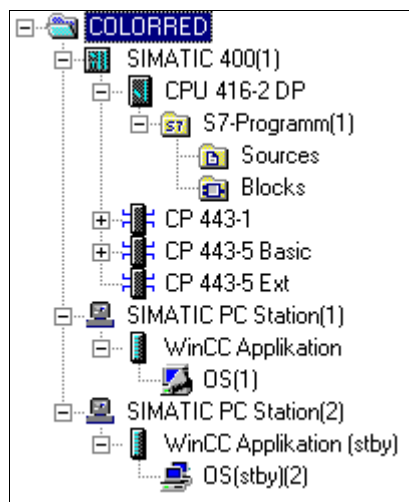 COLORRED
SIMATIC 400(1)
CPU 416-2 DP
S7-Programm(1)
Sources
Blocks
CP 443-1
CP 443-5 Basic
CP 443-5 Ext
SIMATIC PC Station(1)
WinCC Applikation
OS(1)
SIMATIC PC Station(2)
WinCC Applikation (stby)
OS(stby)(2)